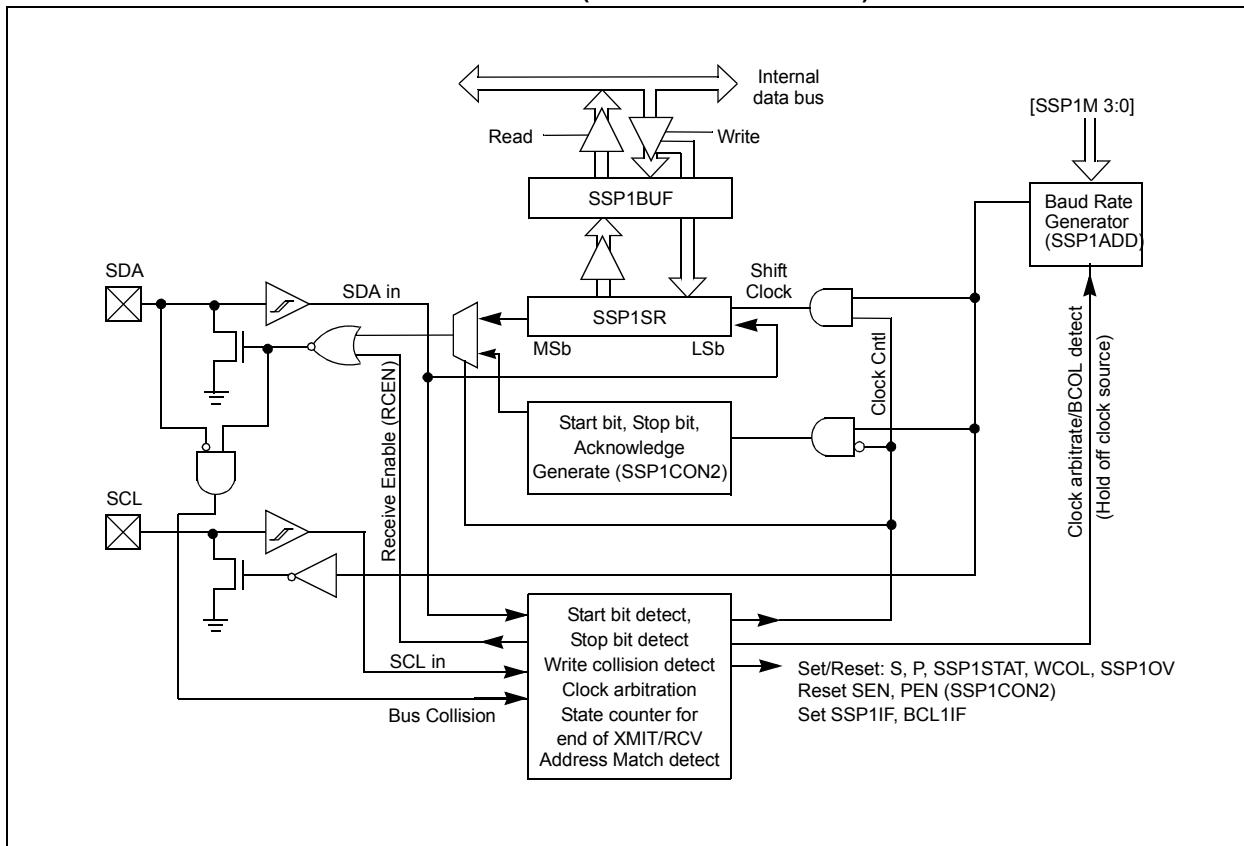 Internal
data bus
[SSP1M 3:0]
Read
Write
SSP1BUF
Baud Rate
Generator
(SSP1ADD)
SDA
SDA in
Shift
Clock
SSP1SR
MSb
LSb
Clock Cntl
Receive Enable (RCEN)
Start bit, Stop bit,
Acknowledge
Generate (SSP1CON2)
Clock arbitrate/BCOL detect
(Hold off clock source)
SCL
SCL in
Bus Collision
Start bit detect,
Stop bit detect
Write collision detect
Clock arbitration
State counter for
end of XMIT/RCV
Address Match detect
Set/Reset: S, P, SSP1STAT, WCOL, SSP1OV
Reset SEN, PEN (SSP1CON2)
Set SSP1IF, BCL1IF